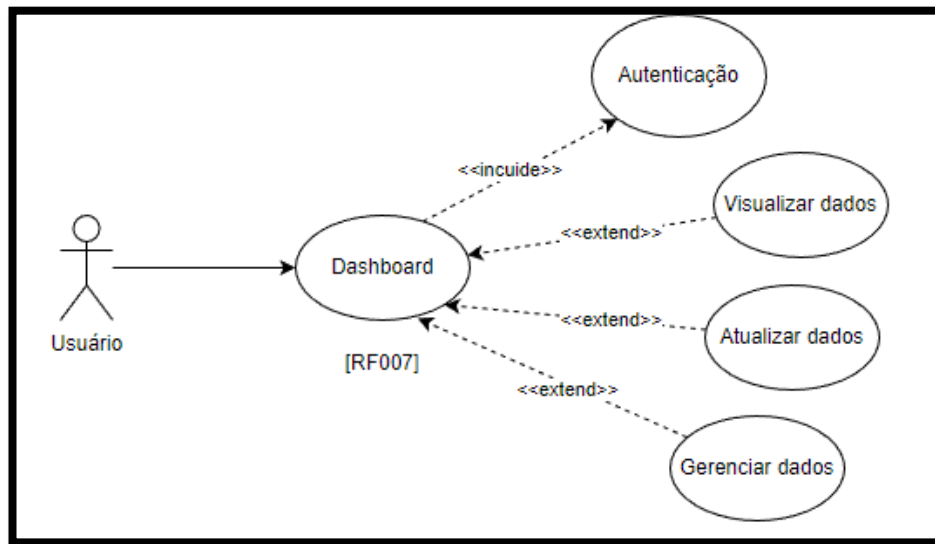 Autenticação
<<incuide>>
Visualizar dados
<<extend>>
Dashboard
<<extend>>
Atualizar dados
Usuário
[RF007]
<<extend>>
Gerenciar dados